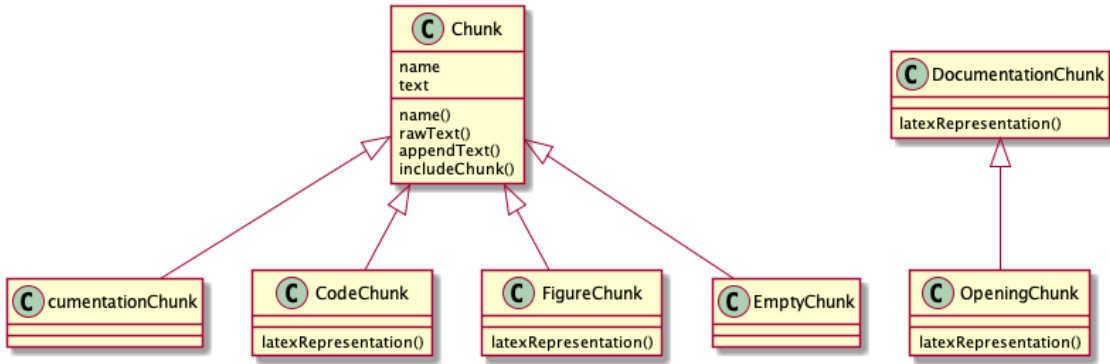 C Chunk
name
text
name()
rawText()
appendText()
includeChunk()
C DocumentationChunk
latexRepresentation()
C cumentationChunk
C CodeChunk
latexRepresentation()
C FigureChunk
latexRepresentation()
C EmptyChunk
C OpeningChunk
latexRepresentation()